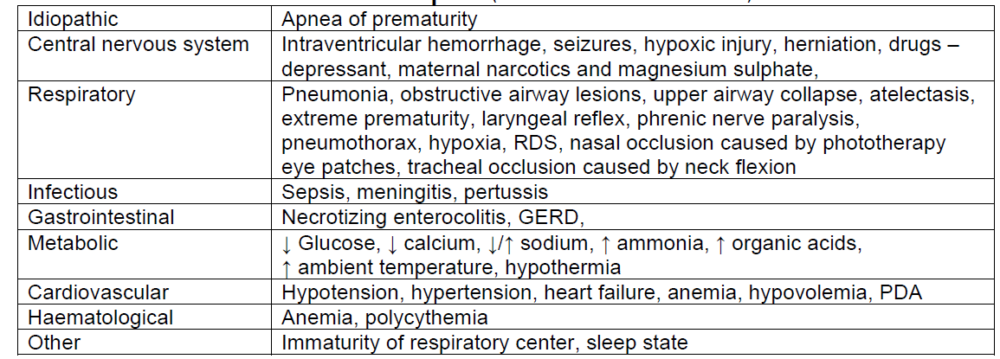 Idiopathic Apnea of prematurity
Central nervous system Intraventricular hemorrhage, seizures, hypoxic injury, herniation, drugs –
depressant, maternal narcotics and magnesium sulphate,
Respiratory Pneumonia, obstructive airway lesions, upper airway collapse, atelectasis,
extreme prematurity, laryngeal reflex, phrenic nerve paralysis,
pneumothorax, hypoxia, RDS, nasal occlusion caused by phototherapy
eye patches, tracheal occlusion caused by neck flexion
Infectious Sepsis, meningitis, pertussis
Gastrointestinal Necrotizing enterocolitis, GERD,
Metabolic ↓ Glucose, ↓ calcium, ↓/↑ sodium, ↑ ammonia, ↑ organic acids,
↑ ambient temperature, hypothermia
Cardiovascular Hypotension, hypertension, heart failure, anemia, hypovolemia, PDA
Haematological Anemia, polycythemia
Other Immaturity of respiratory center, sleep state